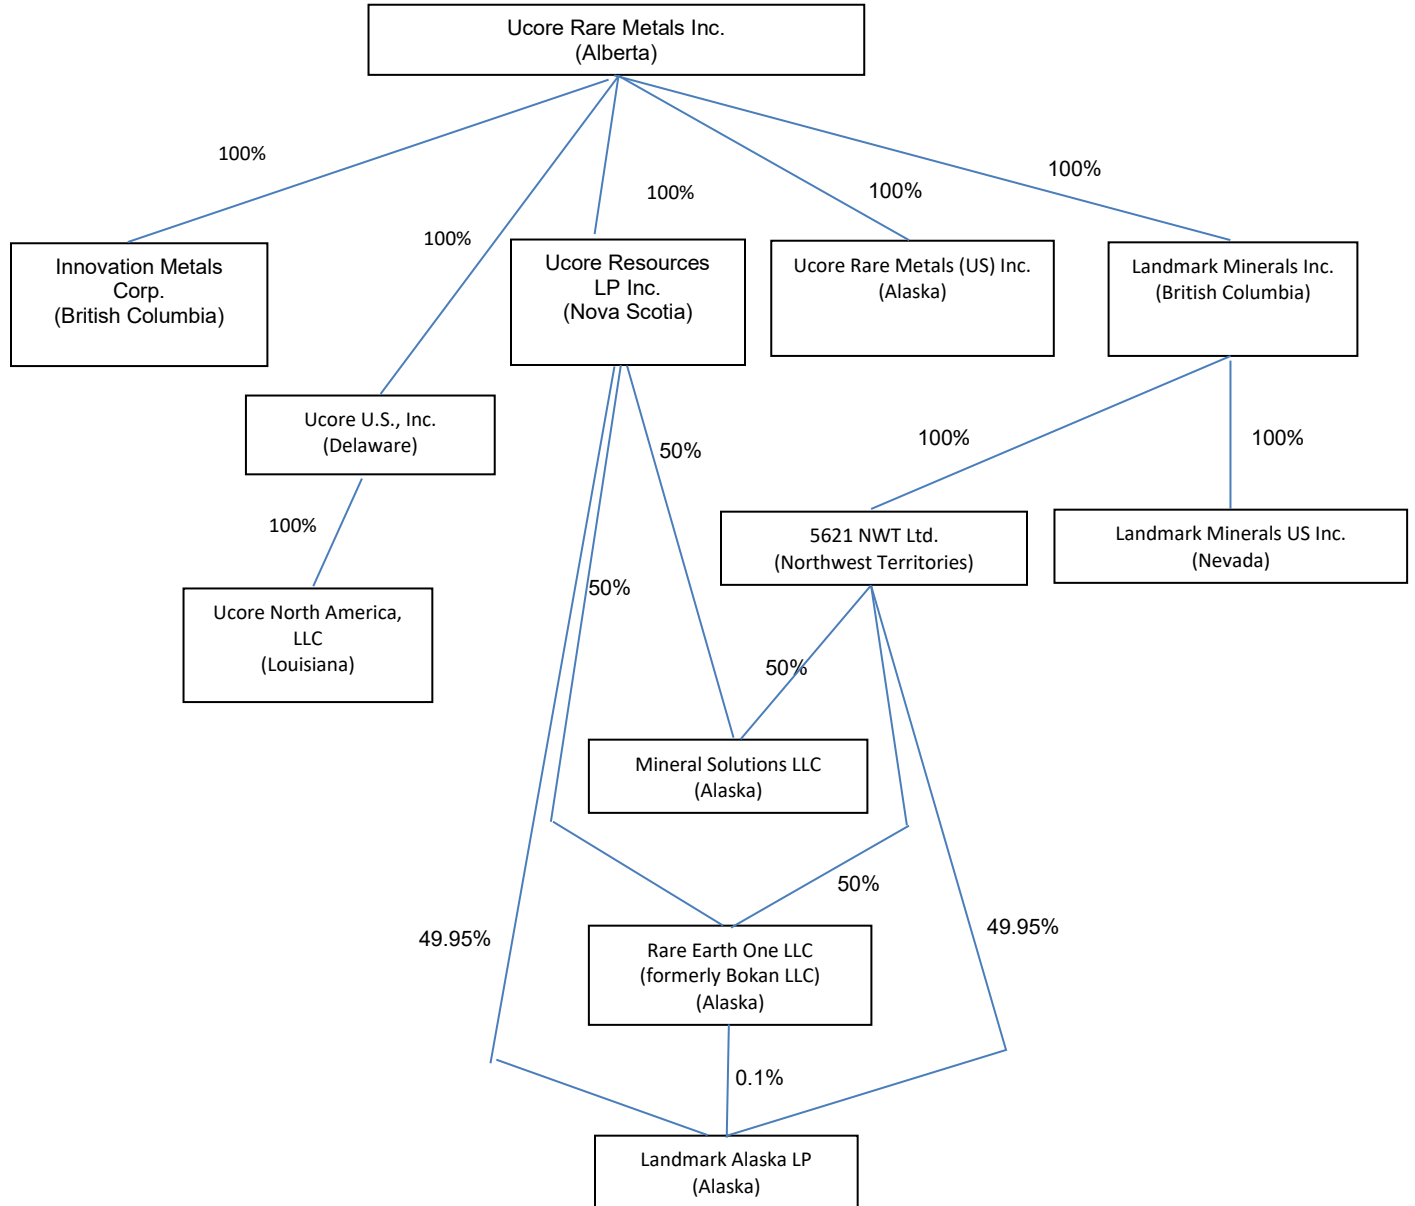 Ucore Rare Metals Inc.
(Alberta)
100%
100%
100%
100%
100%
Innovation Metals
Corp.
(British Columbia)
Ucore Resources
LP Inc.
(Nova Scotia)
Ucore Rare Metals (US) Inc.
(Alaska)
Landmark Minerals Inc.
(British Columbia)
Ucore U.S., Inc.
(Delaware)
50%
100%
100%
100%
5621 NWT Ltd.
(Northwest Territories)
Landmark Minerals US Inc.
(Nevada)
50%
Ucore North America,
LLC
(Louisiana)
50%
Mineral Solutions LLC
(Alaska)
50%
49.95%
49.95%
Rare Earth One LLC
(formerly Bokan LLC)
(Alaska)
0.1%
Landmark Alaska LP
(Alaska)